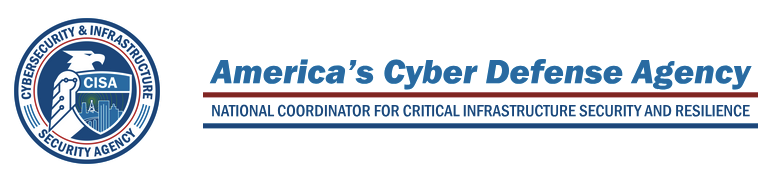 CYBERSECURITY & INFRASTRUCTURE
SECURITY AGENCY
CISA
America's Cyber Defense Agency
NATIONAL COORDINATOR FOR CRITICAL INFRASTRUCTURE SECURITY AND RESILIENCE